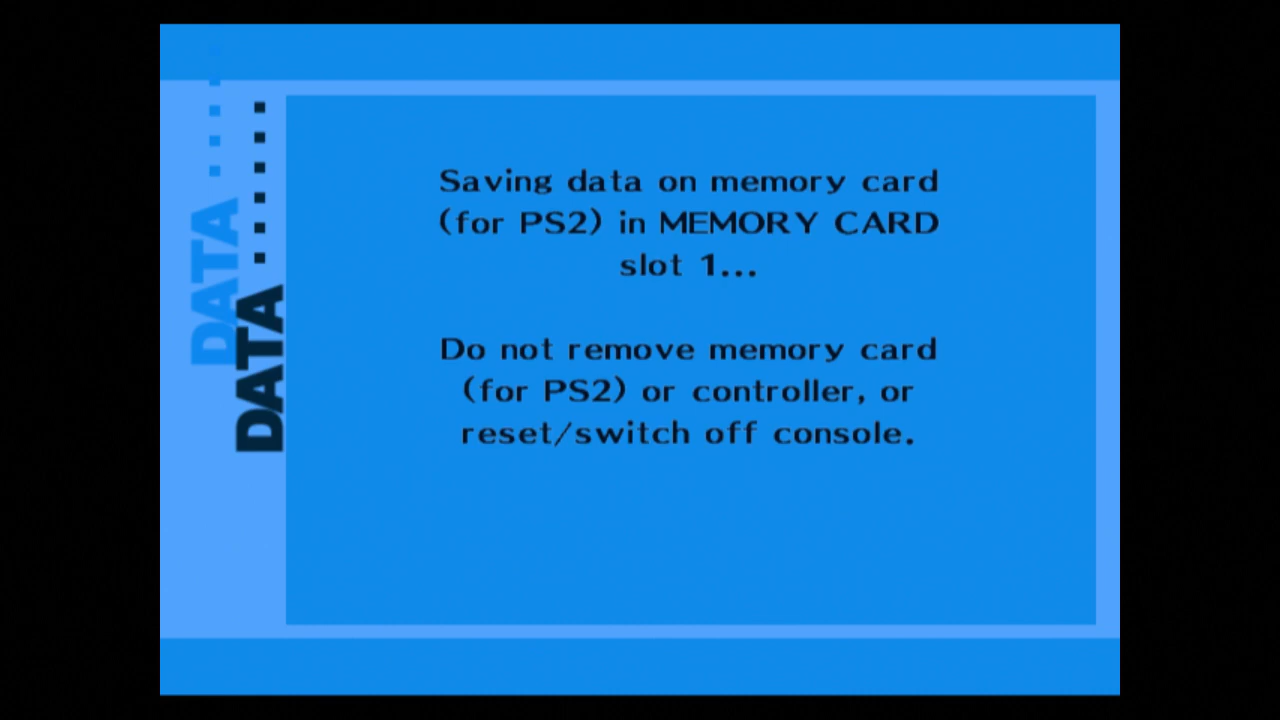 DATA ......
DATA ....
Saving data on memory card
(for PS2) in MEMORY CARD
slot 1...
Do not remove memory card
(for PS2) or controller, or
reset/switch off console.